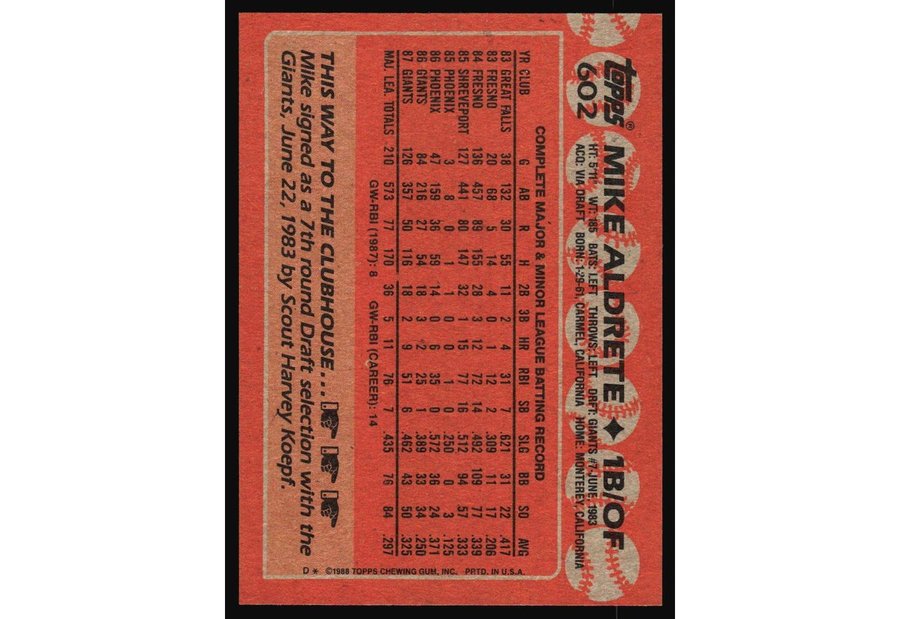 topps® 602 MIKE ALDRETE ✦ 1B/OF
HT: 5'11" WT: 185 BATS: LEFT THROWS: LEFT DRFT: GIANTS #7-JUNE, 1983
ACQ: VIA DRAFT BORN: 1-29-61, CARMEL, CALIFORNIA HOME: MONTEREY, CALIFORNIA
COMPLETE MAJOR & MINOR LEAGUE BATTING RECORD
YR CLUB G AB R H 2B 3B HR RBI SB SLG BB SO AVG
83 GREAT FALLS 38 132 30 55 11 2 4 31 7 .621 31 22 .417
83 FRESNO 20 68 5 14 4 0 1 12 2 .309 11 17 .206
84 FRESNO 136 457 89 155 28 3 12 72 14 .492 109 77 .339
85 SHREVEPORT 127 441 80 147 32 1 15 77 16 .512 94 57 .333
85 PHOENIX 3 8 0 1 1 0 0 1 0 .250 3 .125
86 PHOENIX 47 159 36 59 14 0 6 35 0 .572 36 24 .371
86 GIANTS 84 216 27 54 18 3 2 25 1 .389 33 34 .250
87 GIANTS 126 357 50 116 18 2 9 51 6 .462 43 50 .325
MAJ. LEA. TOTALS 210 573 77 170 36 5 11 76 7 .435 76 84 .297
GW-RBI (1987): 8 GW-RBI (CAREER): 14
THIS WAY TO THE CLUBHOUSE...
Mike signed as a 7th round Draft selection with the
Giants, June 22, 1983 by Scout Harvey Koepf.
D * ©1988 TOPPS CHEWING GUM, INC. PRTD. IN U.S.A.